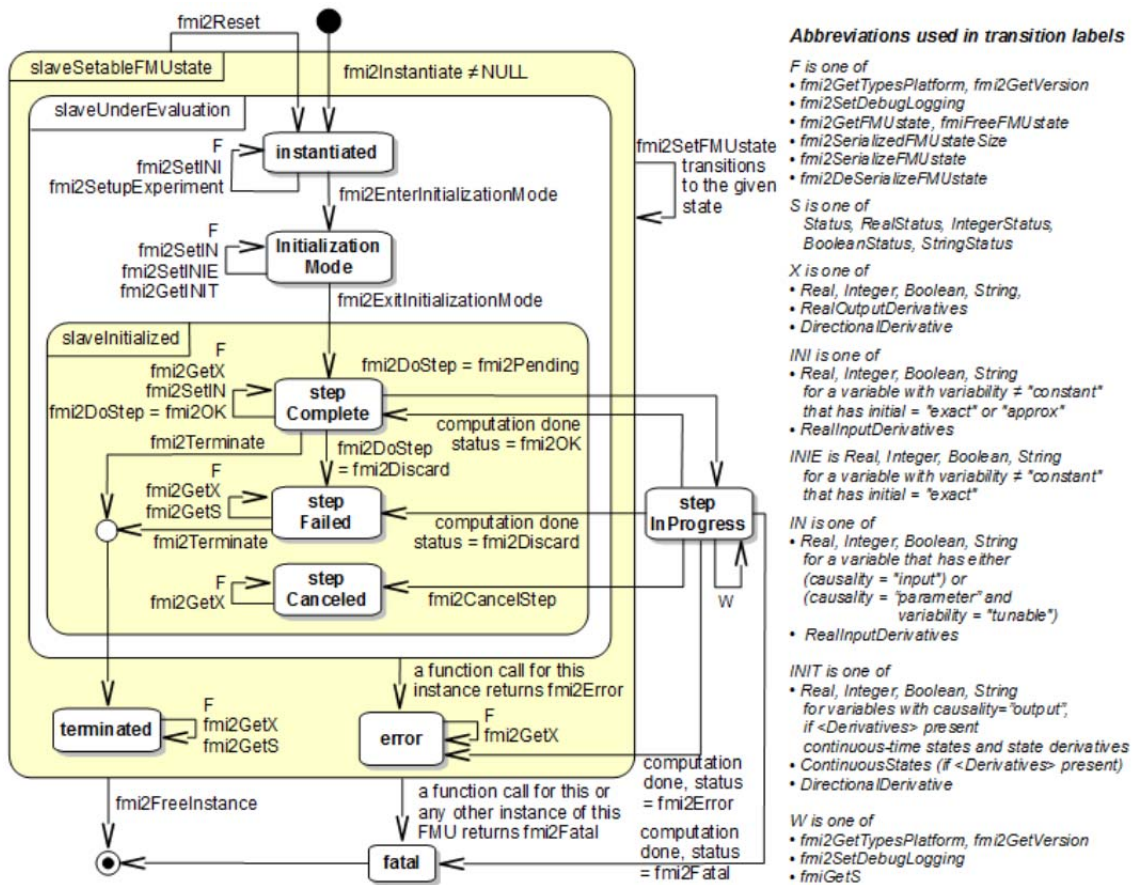 fmi2Reset
slaveSetableFMUstate
fmi2Instantiate ≠ NULL
slaveUnderEvaluation
instantiated
F
fmi2SetINI
fmi2SetupExperiment
fmi2SetFMUstate
transitions
to the given
state
fmi2EnterInitializationMode
F
fmi2SetIN
fmi2SetINIE
fmi2GetINIT
Initialization
Mode
fmi2ExitInitializationMode
slaveInitialized
F
fmi2GetX
fmi2SetIN
fmi2DoStep = fmi2OK
fmi2DoStep = fmi2Pending
step
Complete
computation done
status = fmi2OK
fmi2Terminate
fmi2DoStep
= fmi2Discard
F
fmi2GetX
fmi2GetS
step
Failed
step
InProgress
fmi2Terminate
computation done
status = fmi2Discard
F
fmi2GetX
step
Canceled
fmi2CancelStep
W
a function call for this
instance returns fmi2Error
terminated
F
fmi2GetX
fmi2GetS
error
F
fmi2GetX
computation
done, status
= fmi2Error
fmi2FreeInstance
a function call for this or
any other instance of this
FMU returns fmi2Fatal
computation
done, status
= fmi2Fatal
fatal
Abbreviations used in transition labels
F is one of
• fmi2GetTypesPlatform, fmi2GetVersion
• fmi2SetDebugLogging
• fmi2GetFMUstate, fmiFreeFMUstate
• fmi2SerializedFMUstateSize
• fmi2SerializeFMUstate
• fmi2DeSerializeFMUstate
S is one of
Status, RealStatus, IntegerStatus,
BooleanStatus, StringStatus
X is one of
• Real, Integer, Boolean, String,
• RealOutputDerivatives
• DirectionalDerivative
INI is one of
• Real, Integer, Boolean, String
for a variable with variability ≠ "constant"
that has initial = "exact" or "approx"
• RealInputDerivatives
INIE is Real, Integer, Boolean, String
for a variable with variability ≠ "constant"
that has initial = "exact"
IN is one of
• Real, Integer, Boolean, String
for a variable that has either
(causality = "input") or
(causality = "parameter" and
variability = "tunable")
• RealInputDerivatives
INIT is one of
• Real, Integer, Boolean, String
for variables with causality="output",
if <Derivatives> present
continuous-time states and state derivatives
• ContinuousStates (if <Derivatives> present)
• DirectionalDerivative
W is one of
• fmi2GetTypesPlatform, fmi2GetVersion
• fmi2SetDebugLogging
• fmiGetS